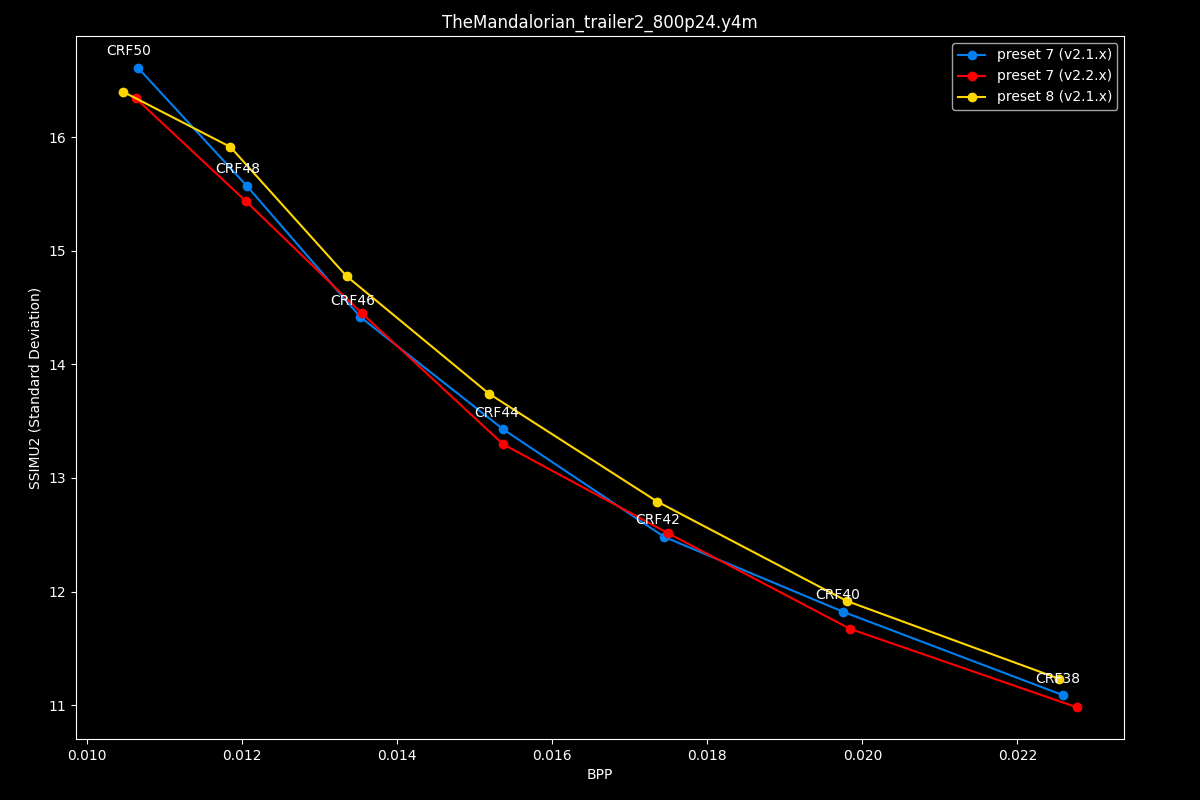 TheMandalorian_trailer2_800p24.y4m
preset 7 (v2.1.x)
preset 7 (v2.2.x)
preset 8 (v2.1.x)
CRF50
CRF48
CRF46
CRF44
CRF42
CRF40
CRF38
SSIMU2 (Standard Deviation)
16
15
14
13
12
11
0.010 0.012 0.014 0.016 0.018 0.020 0.022
BPP